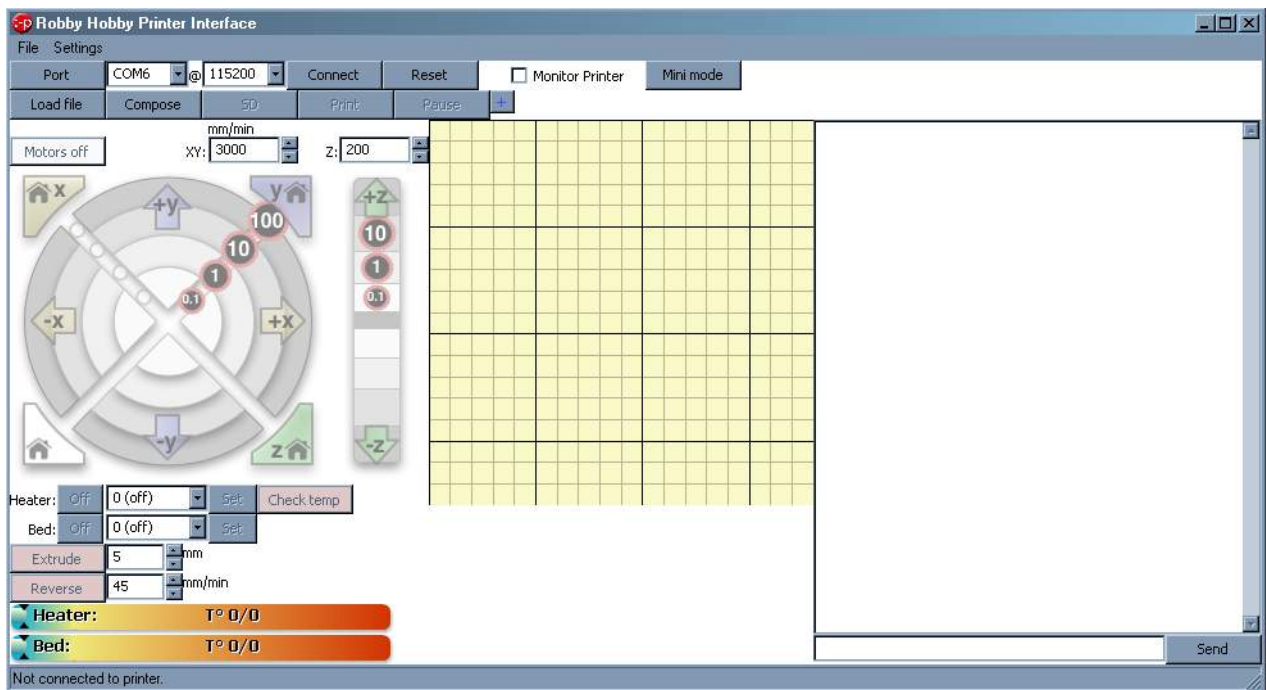 Robby Hobby Printer Interface
File Settings
Port COM6 @ 115200 Connect Reset Monitor Printer Mini mode
Load file Compose SD Print Pause +
mm/min
Motors off XY: 3000 Z: 200
x +y y +z
100 10
10
1 1
0.1 0.1
-x +x
-y z -z
Heater: Off 0 (off) Set Check temp
Bed: Off 0 (off) Set
Extrude 5 mm
Reverse 45 mm/min
Heater: T° 0/0
Bed: T° 0/0
Send
Not connected to printer.